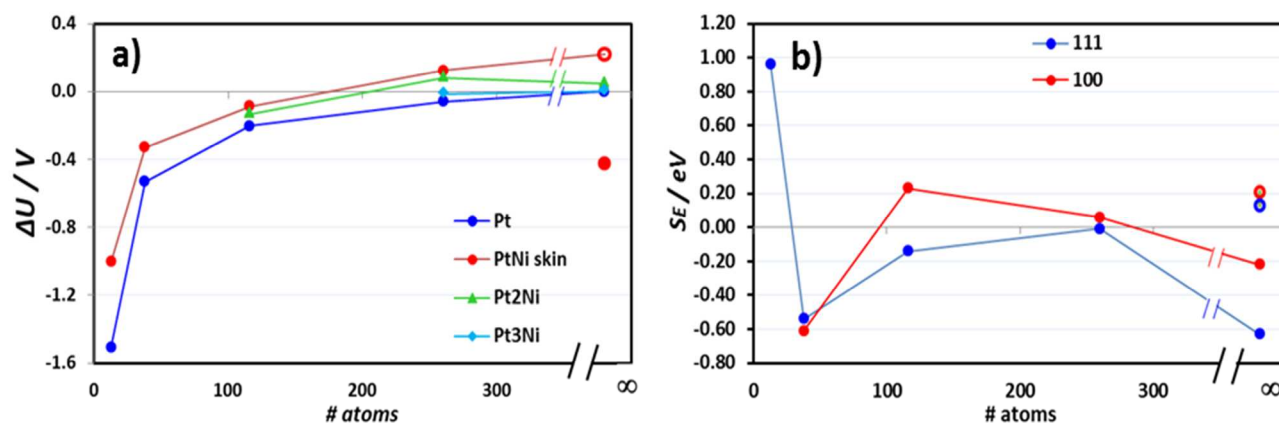 a)
0.4
0.0
-0.4
-0.8
-1.2
-1.6
ΔU / V
0
100
200
300
∞
# atoms
Pt
PtNi skin
Pt2Ni
Pt3Ni
b)
1.20
1.00
0.80
0.60
0.40
0.20
0.00
-0.20
-0.40
-0.60
-0.80
SE / eV
0
100
200
300
∞
# atoms
111
100